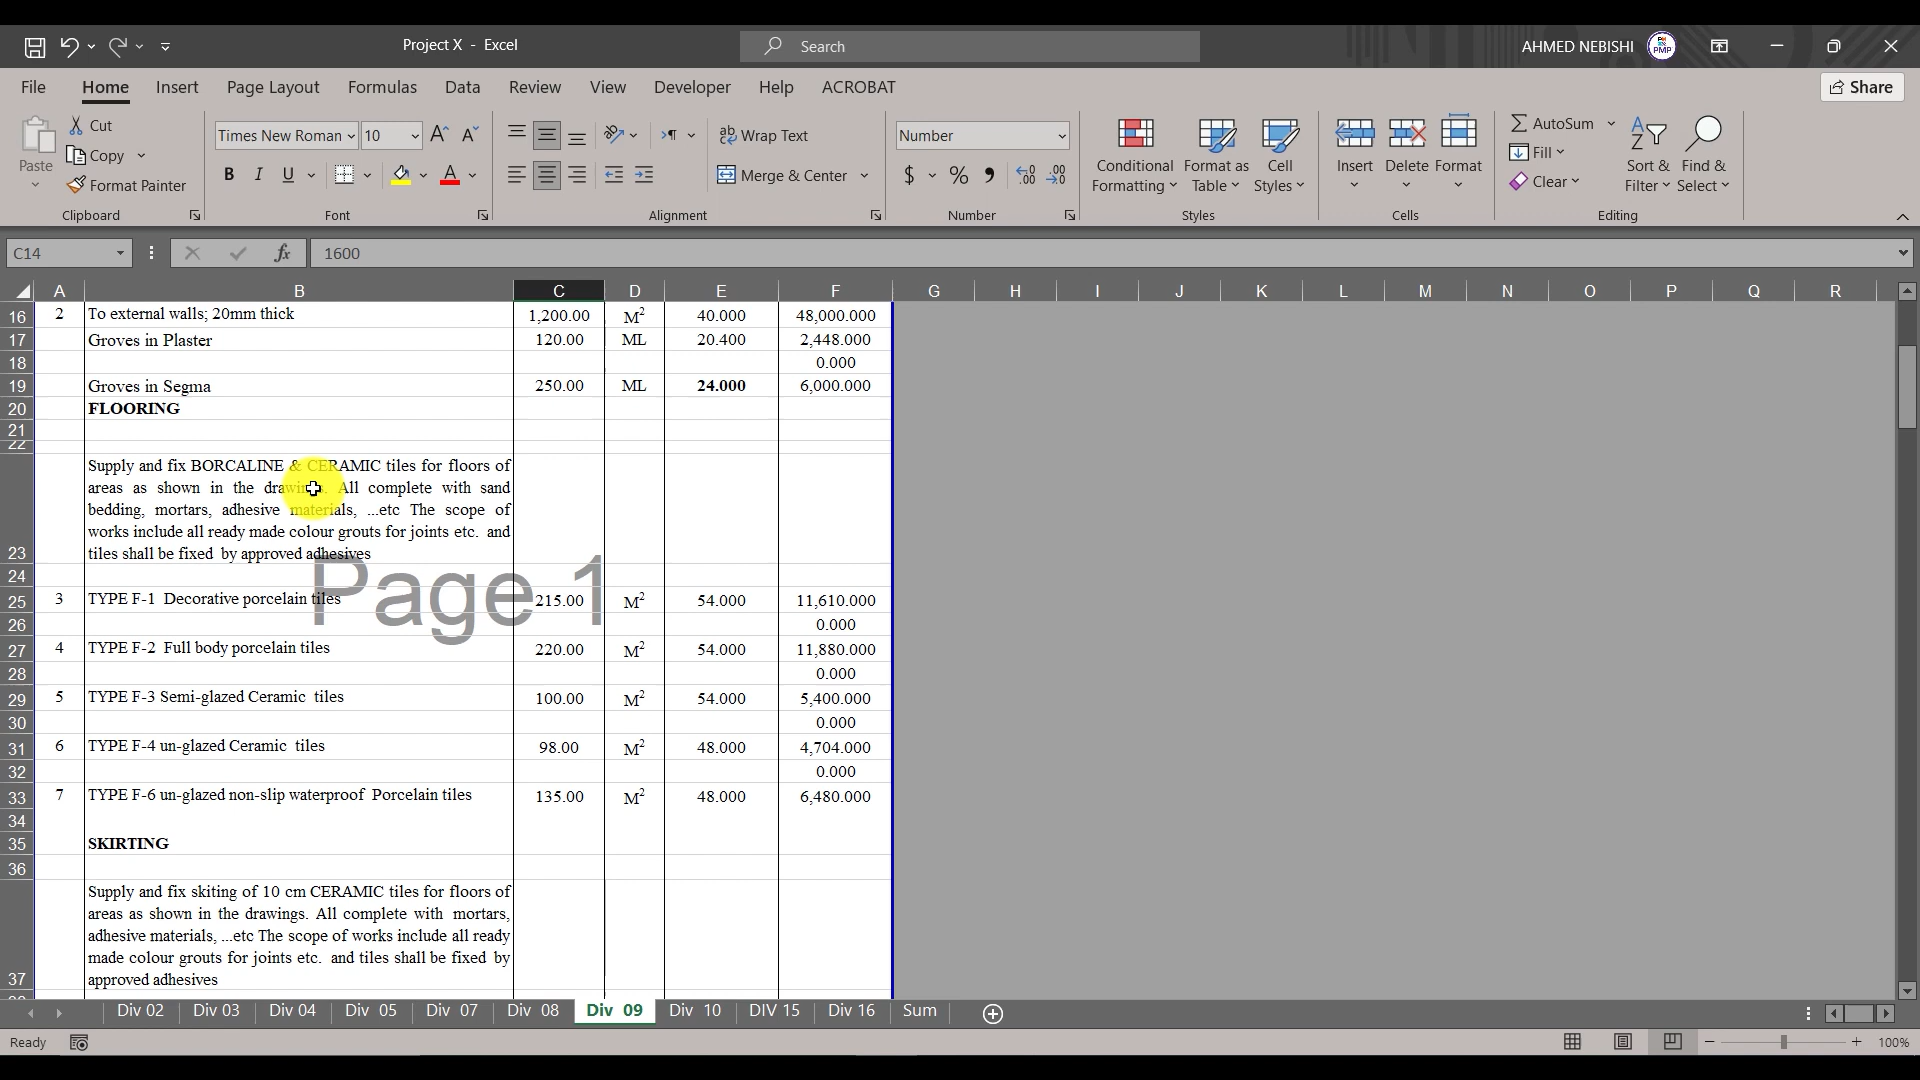 Project X - Excel
Search
AHMED NEBISHI
File Home Insert Page Layout Formulas Data Review View Developer Help ACROBAT
Share
Paste
Cut
Copy
Format Painter
Clipboard
Times New Roman 10
B I U
Font
Wrap Text
Merge & Center
Alignment
Number
$ %
Number
Conditional Formatting
Format as Table
Cell Styles
Styles
Insert
Delete
Format
Cells
AutoSum
Fill
Clear
Sort & Filter
Find & Select
Editing
C14
fx
1600
A B C D E F G H I J K L M N O P Q R
16 2 To external walls; 20mm thick 1,200.00 M2 40.000 48,000.000
17 Groves in Plaster 120.00 ML 20.400 2,448.000
18 0.000
19 Groves in Segma 250.00 ML 24.000 6,000.000
20 FLOORING
21
22
Supply and fix BORCALINE & CERAMIC tiles for floors of
areas as shown in the drawings. All complete with sand
bedding, mortars, adhesive materials, ...etc The scope of
works include all ready made colour grouts for joints etc. and
23 tiles shall be fixed by approved adhesives
24
Page 1
25 3 TYPE F-1 Decorative porcelain tiles 215.00 M2 54.000 11,610.000
26 0.000
27 4 TYPE F-2 Full body porcelain tiles 220.00 M2 54.000 11,880.000
28 0.000
29 5 TYPE F-3 Semi-glazed Ceramic tiles 100.00 M2 54.000 5,400.000
30 0.000
31 6 TYPE F-4 un-glazed Ceramic tiles 98.00 M2 48.000 4,704.000
32 0.000
33 7 TYPE F-6 un-glazed non-slip waterproof Porcelain tiles 135.00 M2 48.000 6,480.000
34
35 SKIRTING
36
Supply and fix skiting of 10 cm CERAMIC tiles for floors of
areas as shown in the drawings. All complete with mortars,
adhesive materials, ...etc The scope of works include all ready
made colour grouts for joints etc. and tiles shall be fixed by
37 approved adhesives
Div 02 Div 03 Div 04 Div 05 Div 07 Div 08 Div 09 Div 10 DIV 15 Div 16 Sum
Ready
100%